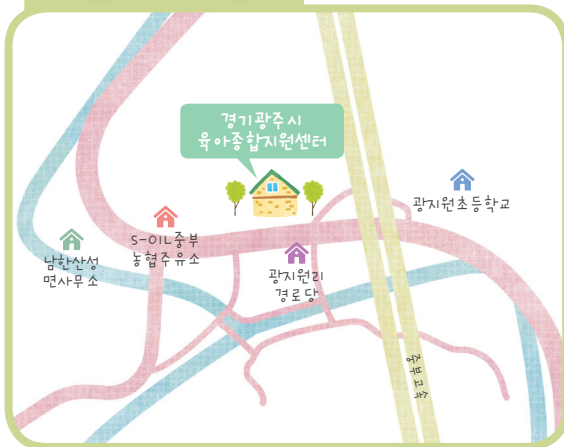 경기광주시
육아종합지원센터
광지원초등학교
S-OIL중부
농협주유소
남한산성
면사무소
광지원리
경로당
중부고속